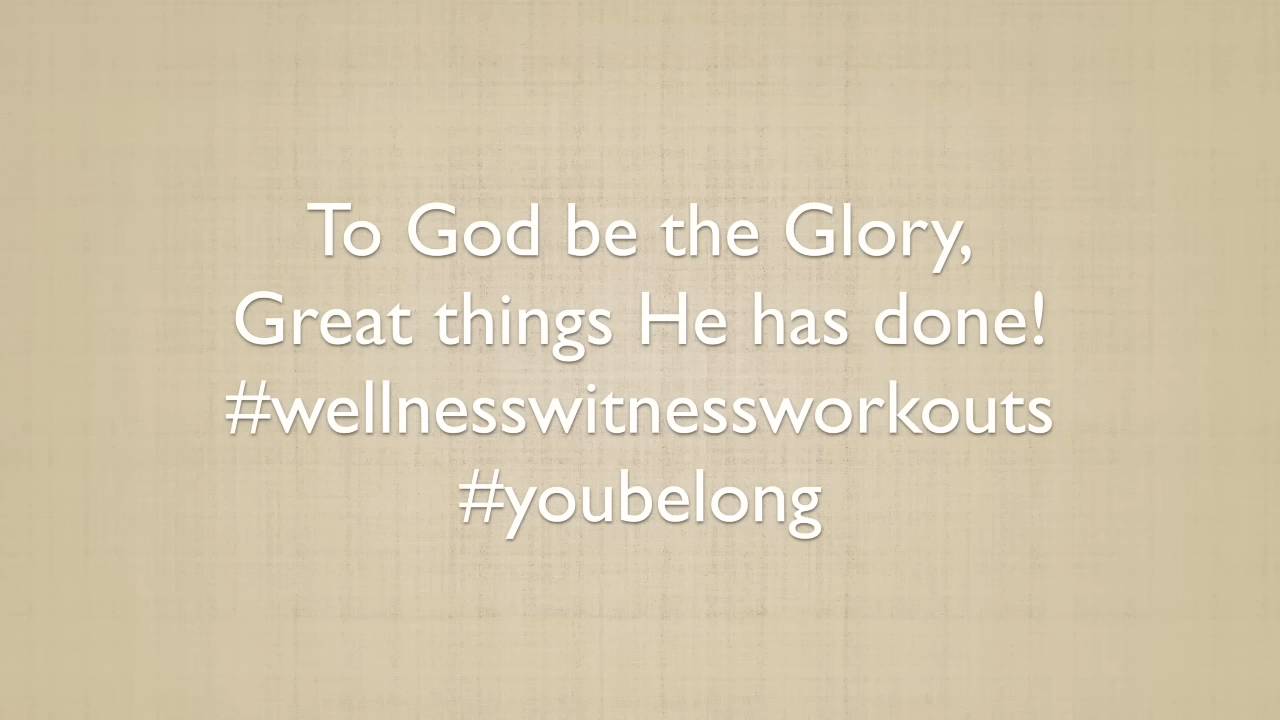 To God be the Glory,
Great things He has done!
#wellnesswitnessworkouts
#youbelong